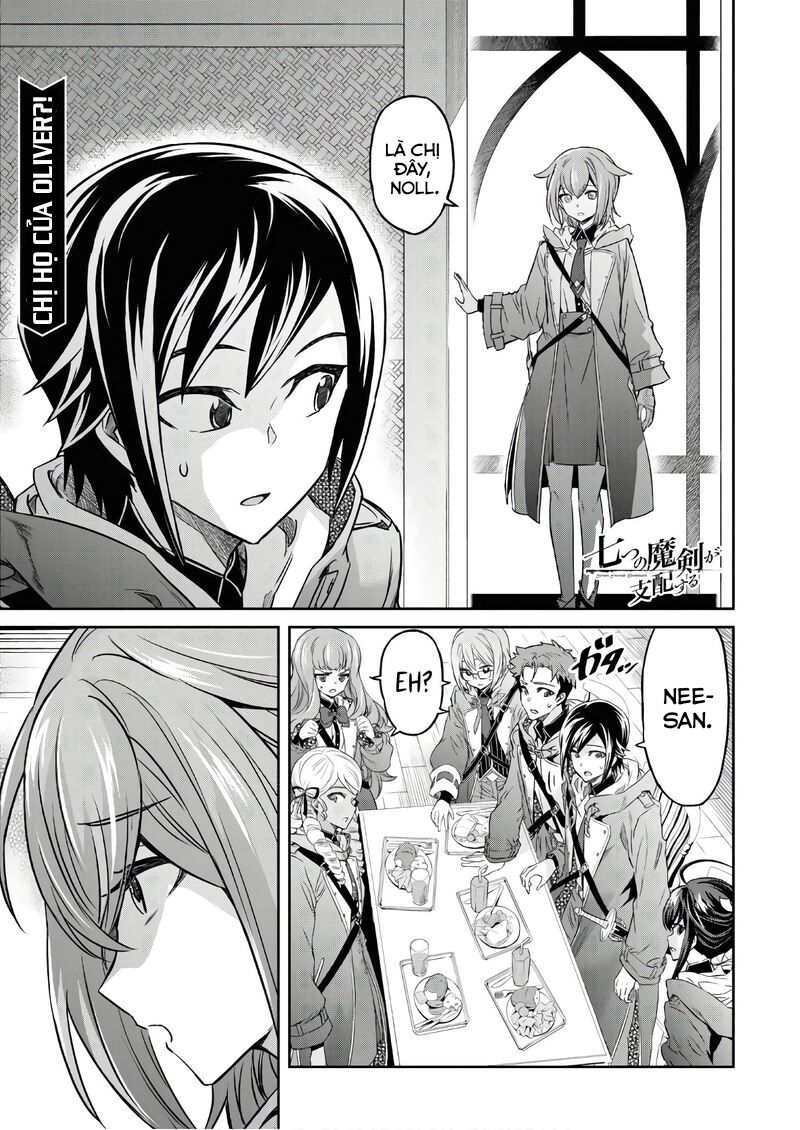 CHỊ HỌ CỦA OLIVER?!
LÀ CHỊ
ĐÂY,
NOLL.
七つの魔剣が
支配する
NEE-
SAN.
ガタッ
EH?